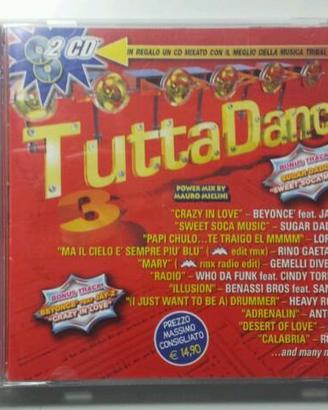 2 CD
IN REGALO UN CD MIXATO CON IL MEGLIO DELLA MUSICA TRIBAL
TuttaDanc
3
POWER MIX BY
MAURO MICLINI
BONUS TRACK!
SUGAR DAD
"SWEET SOCA M
"CRAZY IN LOVE" – BEYONCE' feat. JA
"SWEET SOCA MUSIC" – SUGAR DAD
"PAPI CHULO...TE TRAIGO EL MMMM" – LOR
"MA IL CIELO E' SEMPRE PIU' BLU" ( edit mix) – RINO GAETA
"MARY" ( rmx radio edit) – GEMELLI DIVE
"RADIO" – WHO DA FUNK feat. CINDY TOR
"ILLUSION" – BENASSI BROS feat. SAN
"(I JUST WANT TO BE A) DRUMMER" – HEAVY R
"ADRENALIN" – ANT
"DESERT OF LOVE" –
"CALABRIA" – R
...and many m
BONUS TRACK!
BEYONCE' feat. JAY-Z
"CRAZY IN LOVE"
PREZZO
MASSIMO
CONSIGLIATO
€ 14,90